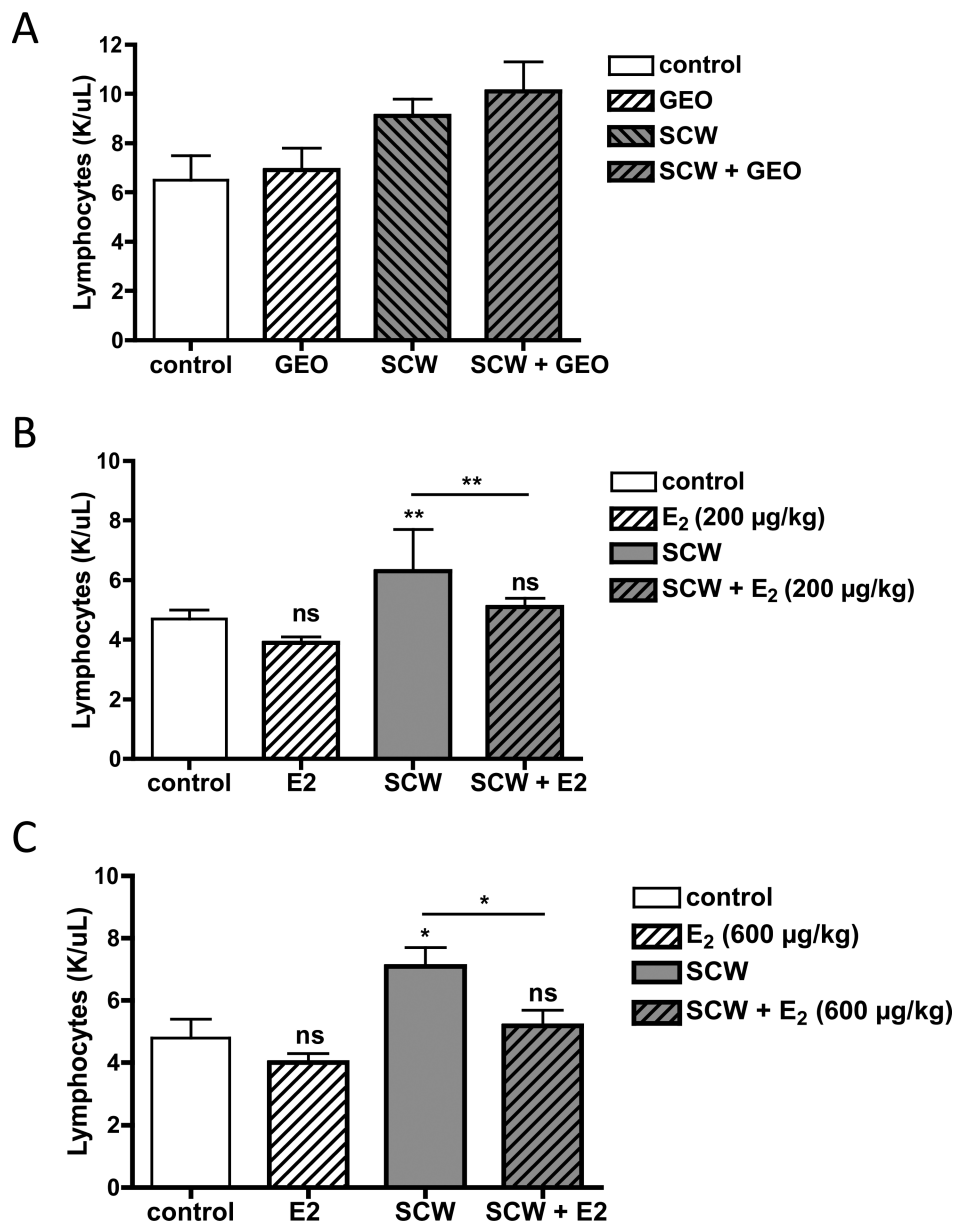 A
Lymphocytes (K/uL)
12
10
8
6
4
2
0
control
GEO
SCW
SCW + GEO
control
GEO
SCW
SCW + GEO
B
Lymphocytes (K/uL)
10
8
6
4
2
0
ns
**
**
ns
control
E2
SCW
SCW + E2
control
E₂ (200 µg/kg)
SCW
SCW + E₂ (200 µg/kg)
C
Lymphocytes (K/uL)
10
8
6
4
2
0
ns
*
*
ns
control
E2
SCW
SCW + E2
control
E₂ (600 µg/kg)
SCW
SCW + E₂ (600 µg/kg)